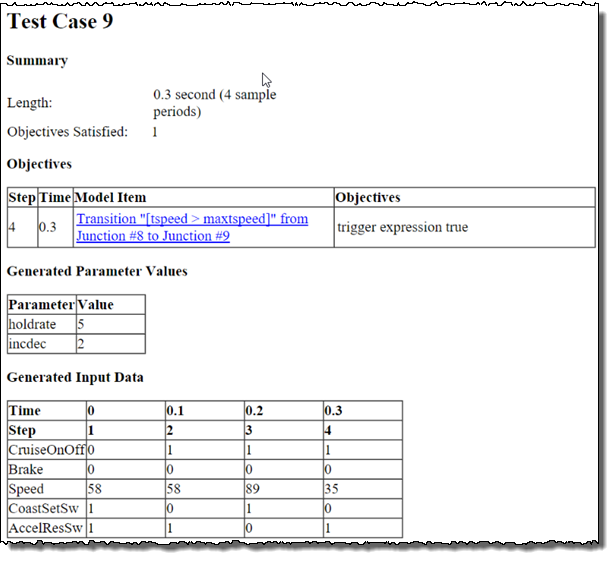 Test Case 9
Summary
Length: 0.3 second (4 sample
periods)
Objectives Satisfied: 1
Objectives
Step Time Model Item Objectives
4 0.3 Transition "[tspeed > maxtspeed]" from
Junction #8 to Junction #9 trigger expression true
Generated Parameter Values
Parameter Value
holdrate 5
incdec 2
Generated Input Data
Time 0 0.1 0.2 0.3
Step 1 2 3 4
CruiseOnOff 0 1 1 1
Brake 0 0 0 0
Speed 58 58 89 35
CoastSetSw 1 0 1 0
AccelResSw 1 1 0 1